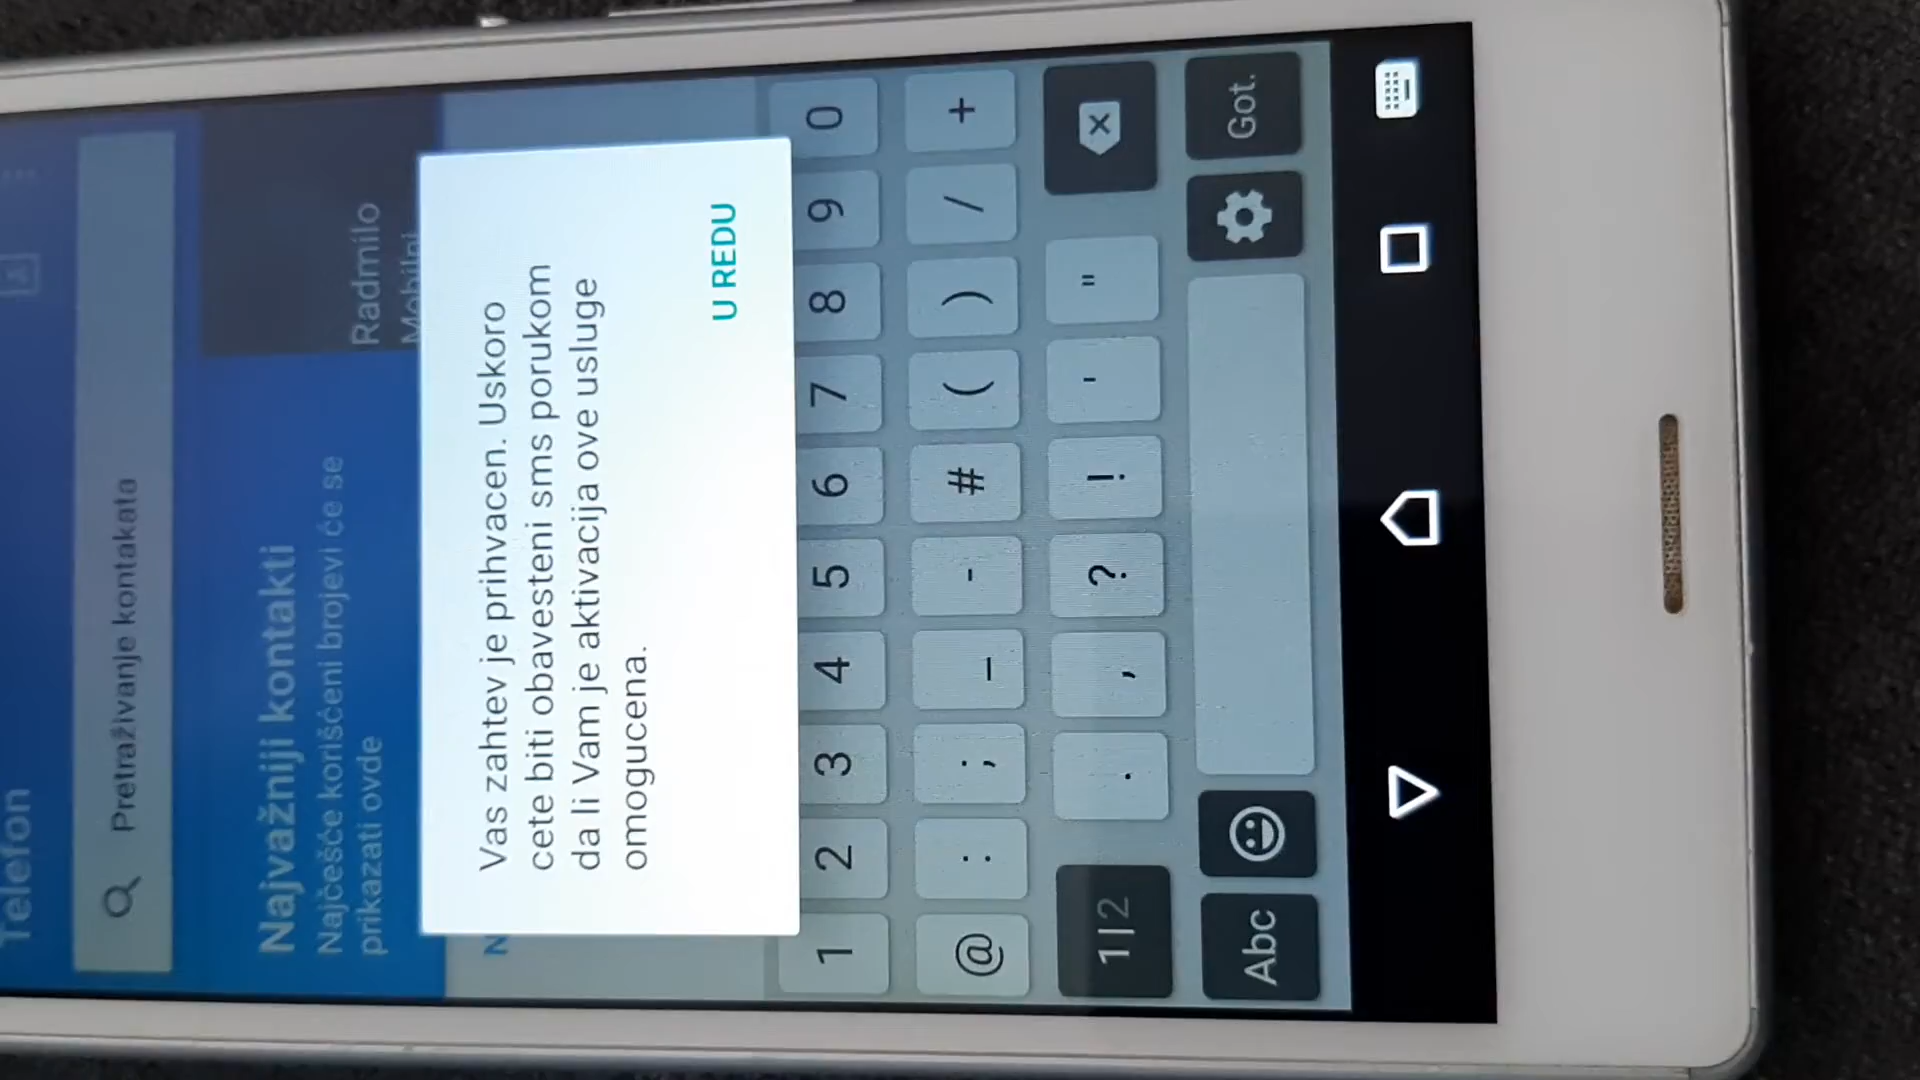 Telefon
Pretraživanje kontakata
Najvažniji kontakti
Najčešće korišćeni brojevi će se
prikazati ovde
Radmilo
Mobilni
Vas zahtev je prihvacen. Uskoro
cete biti obavesteni sms porukom
da li Vam je aktivacija ove usluge
omogucena.
U REDU
1 2 3 4 5 6 7 8 9 0
@ : ; _ - # ( ) / +
1|2 . , ? ! ' "
Abc Got.